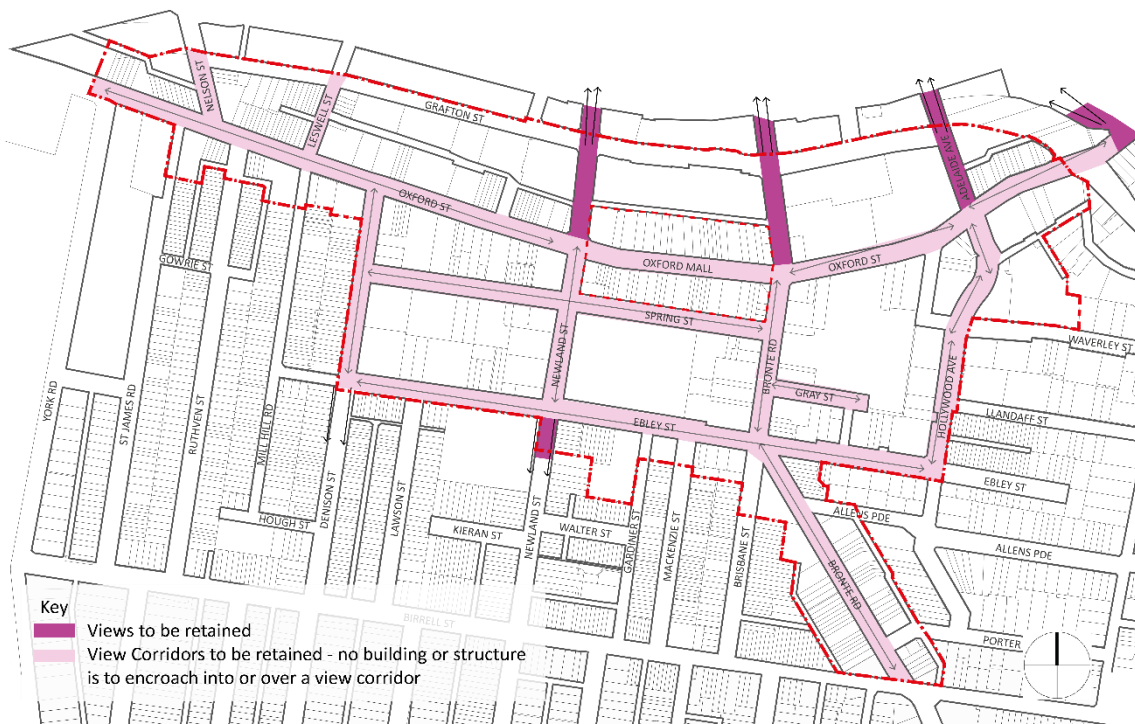 NELSON ST
LESWELL ST
GRAFTON ST
ADELAIDE AVE
OXFORD ST
OXFORD MALL
OXFORD ST
GOWRIE ST
SPRING ST
NEWLAND ST
BRONTE RD
WAVERLEY ST
GRAY ST
HOLLYWOOD AVE
LLANDAFF ST
YORK RD
ST JAMES RD
RUTHVEN ST
MILL HILL RD
EBLEY ST
EBLEY ST
DENISON ST
LAWSON ST
HOUGH ST
KIERAN ST
NEWLAND ST
WALTER ST
GARDINER ST
MACKENZIE ST
BRISBANE ST
ALLENS PDE
ALLENS PDE
BRONTE RD
BIRRELL ST
PORTER
Key
Views to be retained
View Corridors to be retained - no building or structure
is to encroach into or over a view corridor